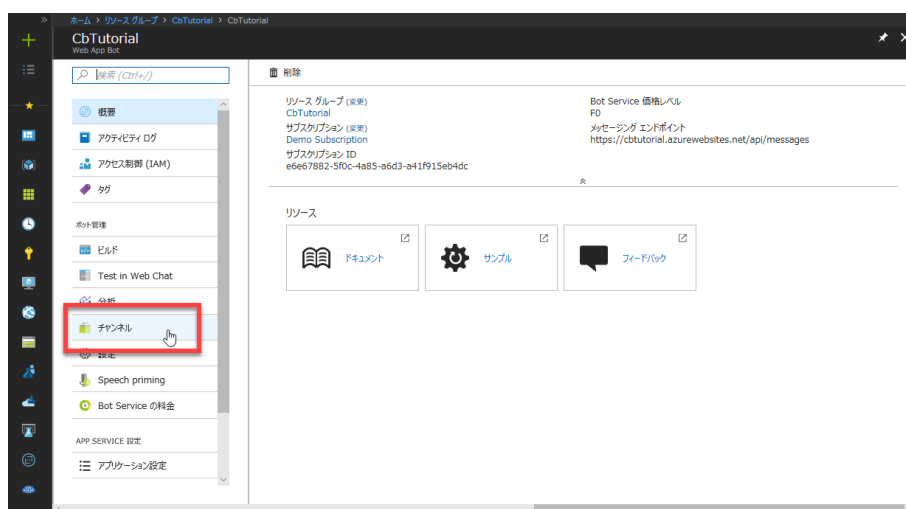 ホーム > リソース グループ > CbTutorial > CbTutorial
CbTutorial
Web App Bot
検索 (Ctrl+/)
概要
アクティビティ ログ
アクセス制御 (IAM)
タグ
ボット管理
ビルド
Test in Web Chat
分析
チャンネル
設定
Speech priming
Bot Service の料金
APP SERVICE 設定
アプリケーション設定
削除
リソース グループ (変更)
CbTutorial
サブスクリプション (変更)
Demo Subscription
サブスクリプション ID
e6e67882-5f0c-4a85-a6d3-a41f915eb4dc
Bot Service 価格レベル
F0
メッセージング エンドポイント
https://cbtutorial.azurewebsites.net/api/messages
リソース
ドキュメント
サンプル
フィードバック